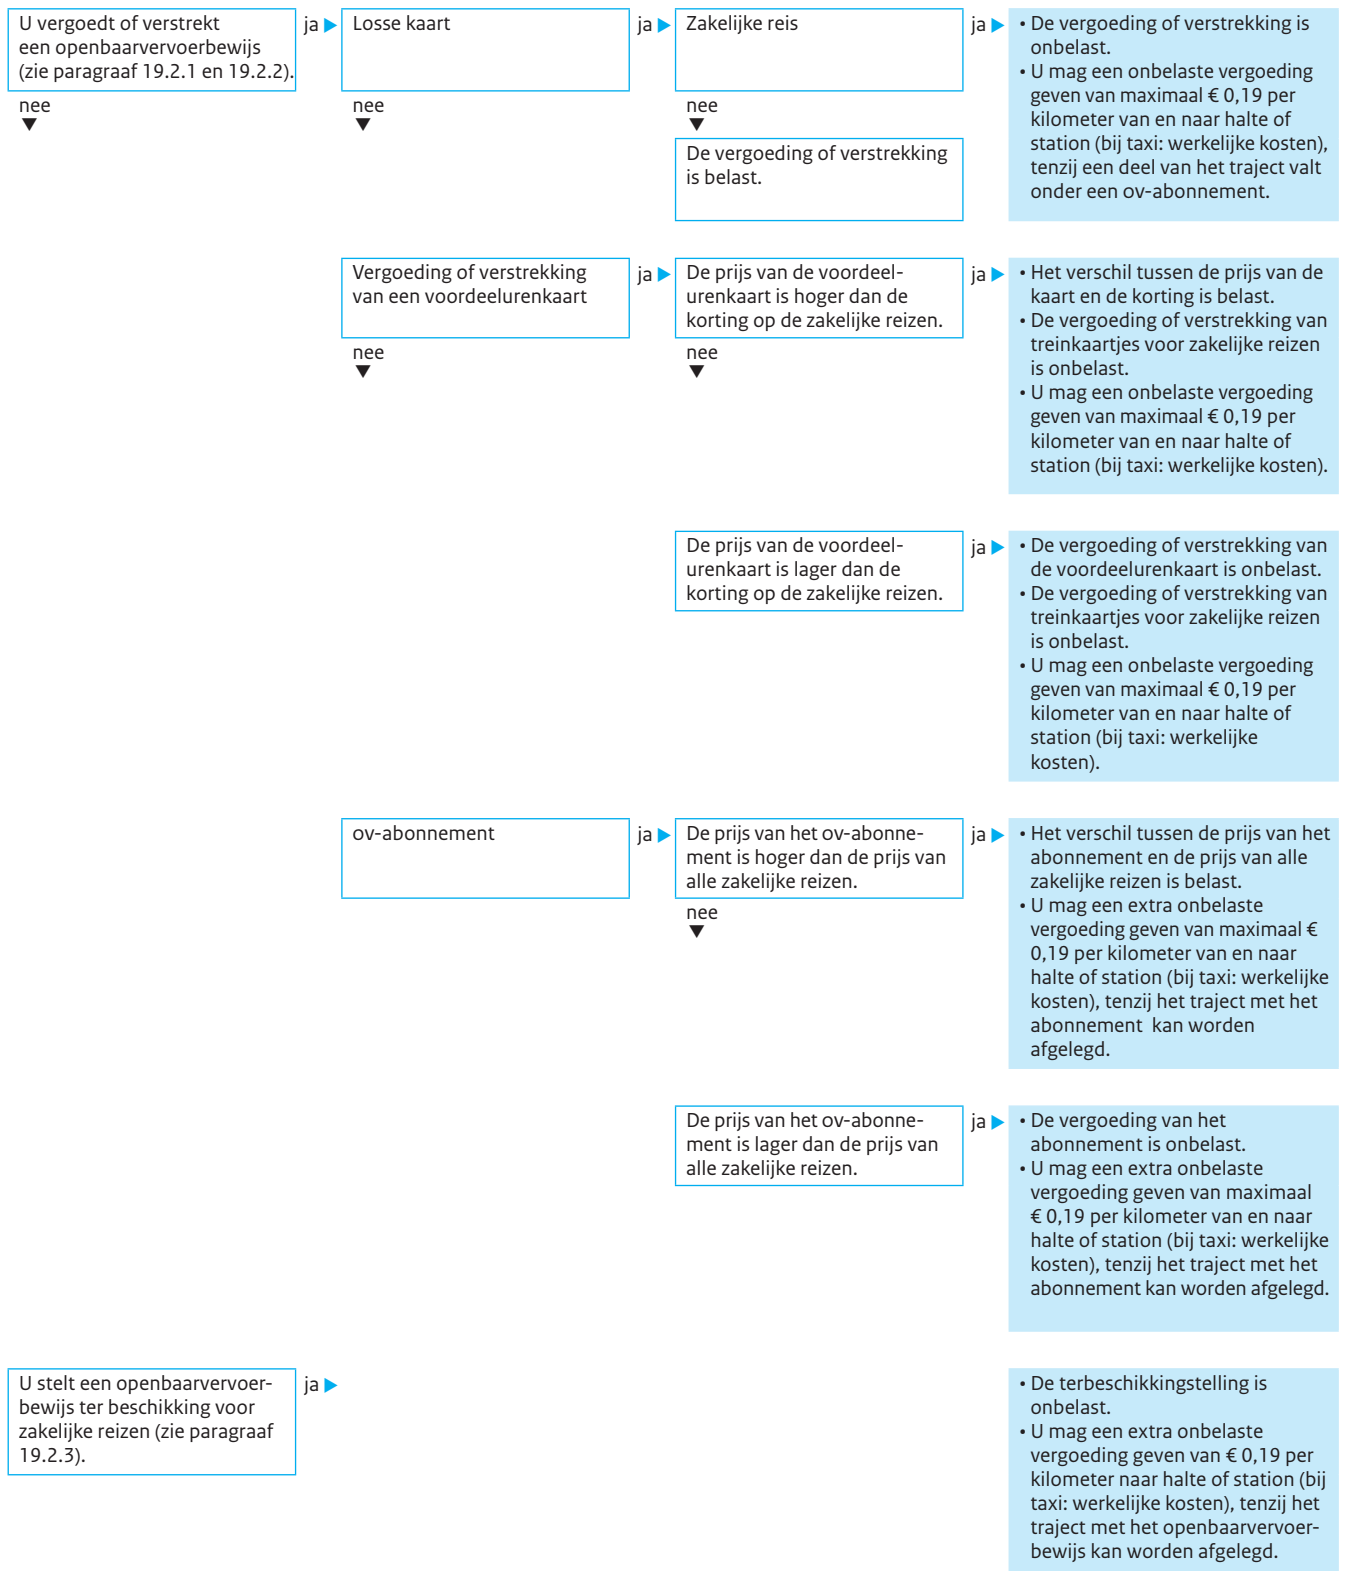 U vergoedt of verstrekt
een openbaarvervoerbewijs
(zie paragraaf 19.2.1 en 19.2.2).
ja
nee
Losse kaart
ja
nee
Zakelijke reis
ja
nee
De vergoeding of verstrekking
is belast.
• De vergoeding of verstrekking is
onbelast.
• U mag een onbelaste vergoeding
geven van maximaal € 0,19 per
kilometer van en naar halte of
station (bij taxi: werkelijke kosten),
tenzij een deel van het traject valt
onder een ov-abonnement.
Vergoeding of verstrekking
van een voordeelurenkaart
ja
nee
De prijs van de voordeel-
urenkaart is hoger dan de
korting op de zakelijke reizen.
ja
nee
• Het verschil tussen de prijs van de
kaart en de korting is belast.
• De vergoeding of verstrekking van
treinkaartjes voor zakelijke reizen
is onbelast.
• U mag een onbelaste vergoeding
geven van maximaal € 0,19 per
kilometer van en naar halte of
station (bij taxi: werkelijke kosten).
De prijs van de voordeel-
urenkaart is lager dan de
korting op de zakelijke reizen.
ja
• De vergoeding of verstrekking van
de voordeelurenkaart is onbelast.
• De vergoeding of verstrekking van
treinkaartjes voor zakelijke reizen
is onbelast.
• U mag een onbelaste vergoeding
geven van maximaal € 0,19 per
kilometer van en naar halte of
station (bij taxi: werkelijke
kosten).
ov-abonnement
ja
De prijs van het ov-abonne-
ment is hoger dan de prijs van
alle zakelijke reizen.
ja
nee
• Het verschil tussen de prijs van het
abonnement en de prijs van alle
zakelijke reizen is belast.
• U mag een extra onbelaste
vergoeding geven van maximaal €
0,19 per kilometer van en naar
halte of station (bij taxi: werkelijke
kosten), tenzij het traject met het
abonnement kan worden
afgelegd.
De prijs van het ov-abonne-
ment is lager dan de prijs van
alle zakelijke reizen.
ja
• De vergoeding van het
abonnement is onbelast.
• U mag een extra onbelaste
vergoeding geven van maximaal
€ 0,19 per kilometer van en naar
halte of station (bij taxi: werkelijke
kosten), tenzij het traject met het
abonnement kan worden afgelegd.
U stelt een openbaarvervoer-
bewijs ter beschikking voor
zakelijke reizen (zie paragraaf
19.2.3).
ja
• De terbeschikkingstelling is
onbelast.
• U mag een extra onbelaste
vergoeding geven van € 0,19 per
kilometer naar halte of station (bij
taxi: werkelijke kosten), tenzij het
traject met het openbaarvervoer-
bewijs kan worden afgelegd.